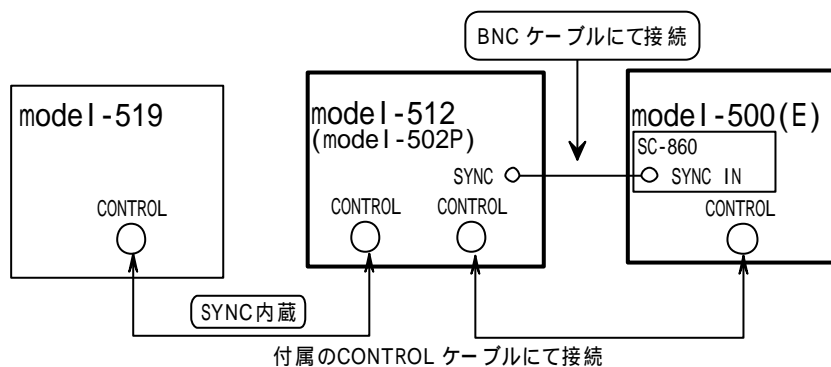 BNC ケーブルにて接続
model-519
model-512
(model-502P)
model-500(E)
SC-860
SYNC
SYNC IN
CONTROL
CONTROL
CONTROL
CONTROL
SYNC内蔵
付属のCONTROL ケーブルにて接続